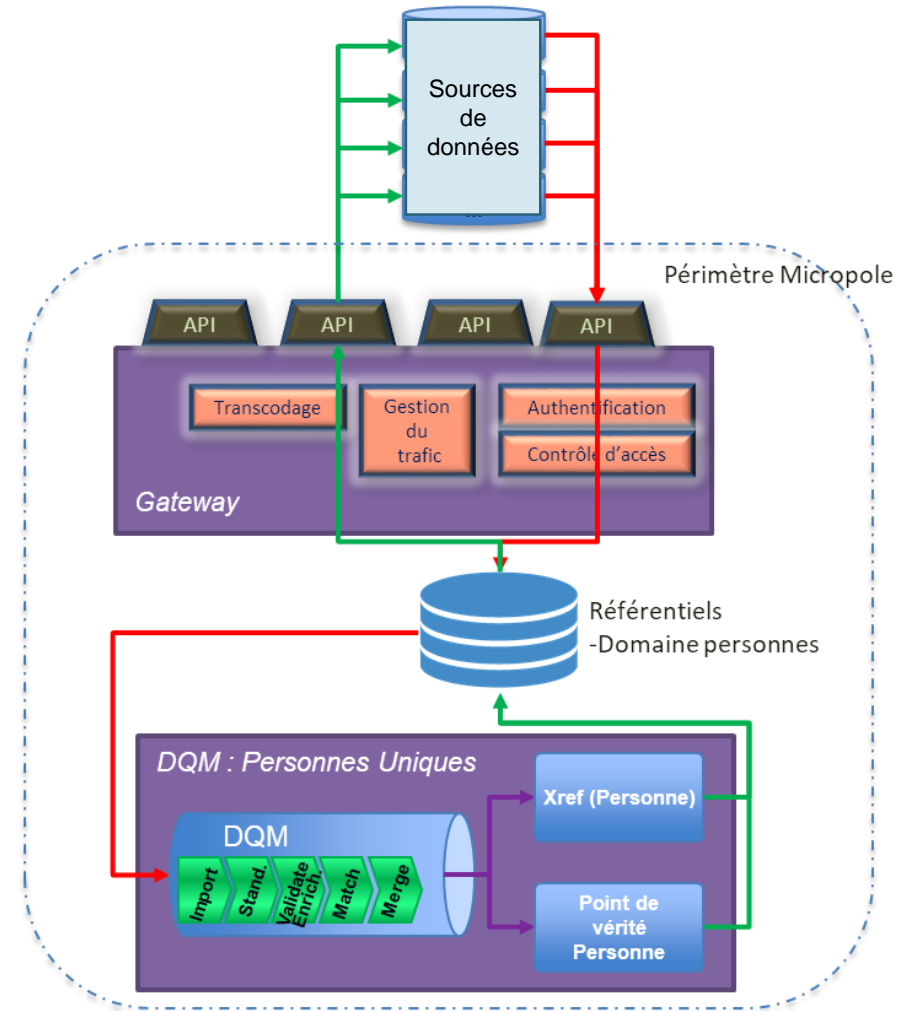 Sources
de
données
...
Périmètre Micropole
API
API
API
API
Transcodage
Gestion
du
trafic
Authentification
Contrôle d'accès
Gateway
Référentiels
-Domaine personnes
DQM : Personnes Uniques
DQM
Import
Stand.
Validate
Enrich.
Match
Merge
Xref (Personne)
Point de
vérité
Personne